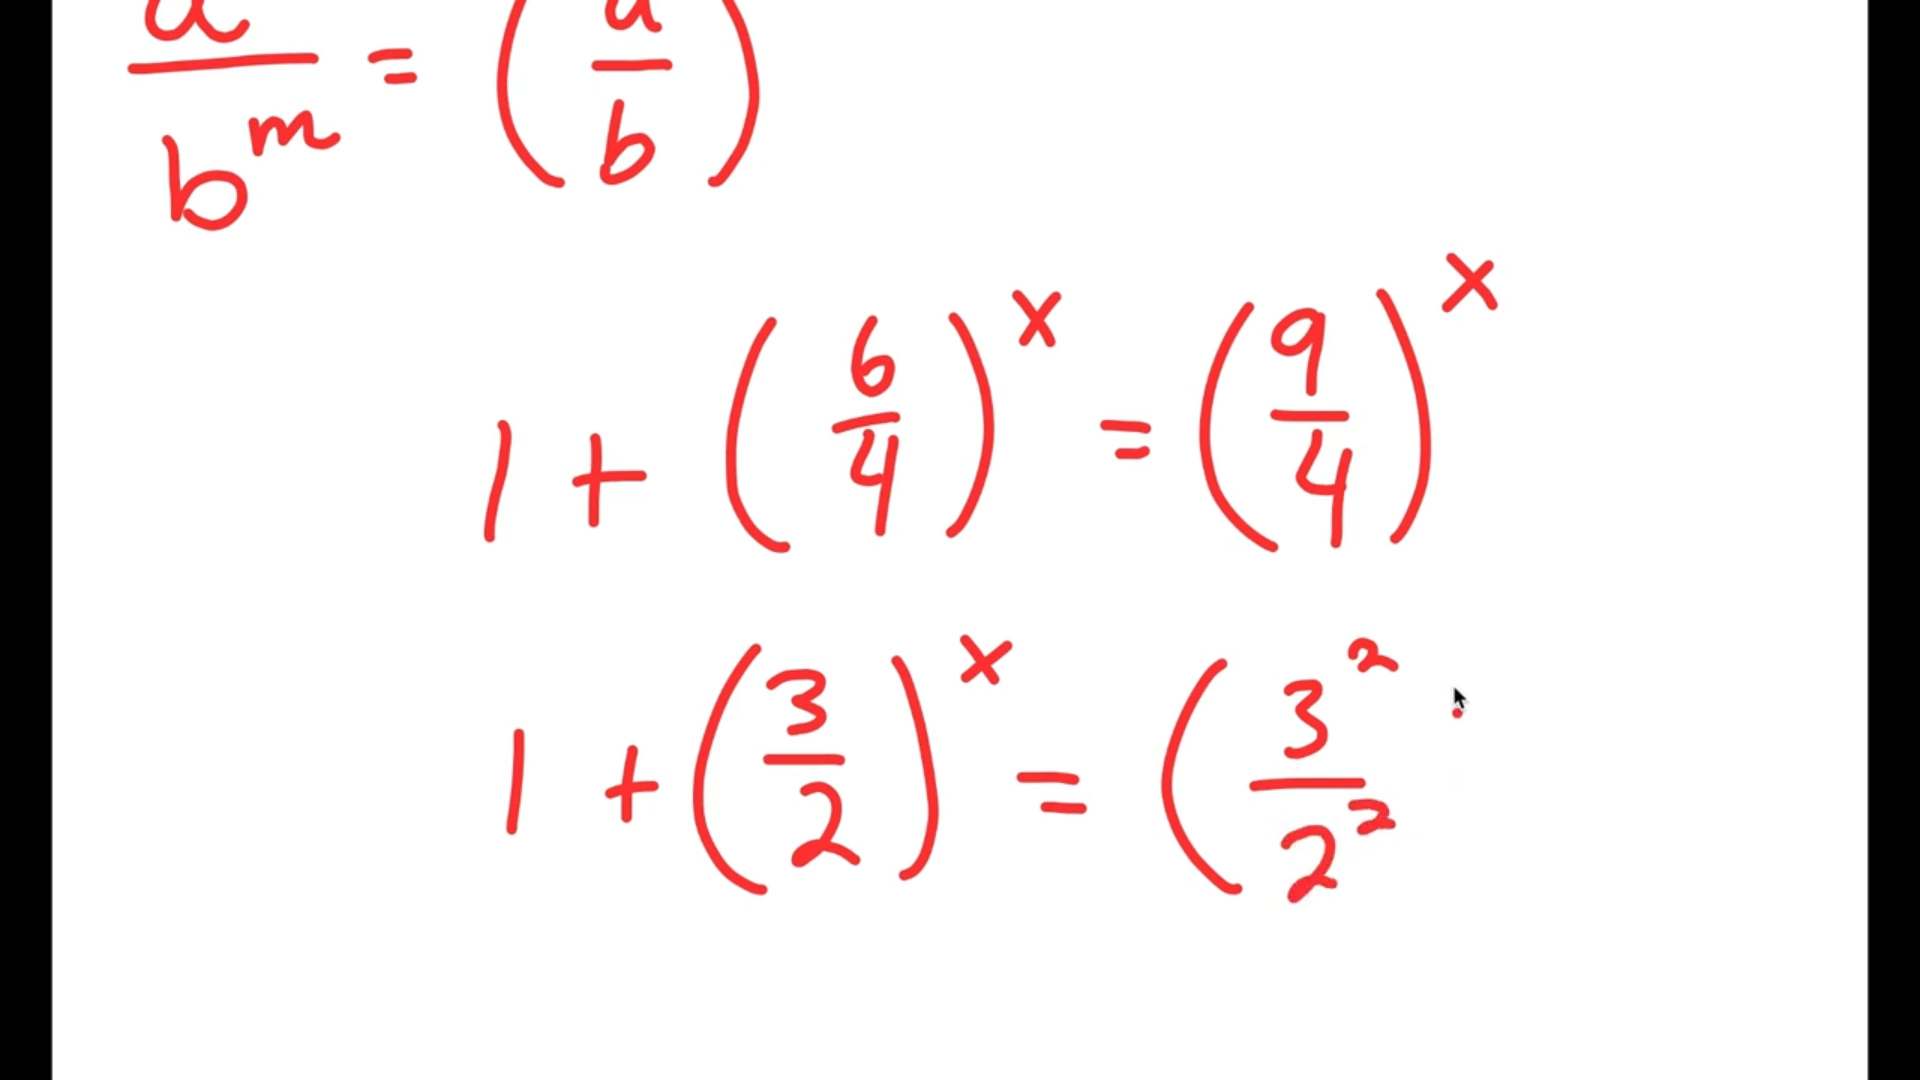 a/b^m = (a/b)
1 + (6/4)^x = (9/4)^x
1 + (3/2)^x = (3^2/2^2